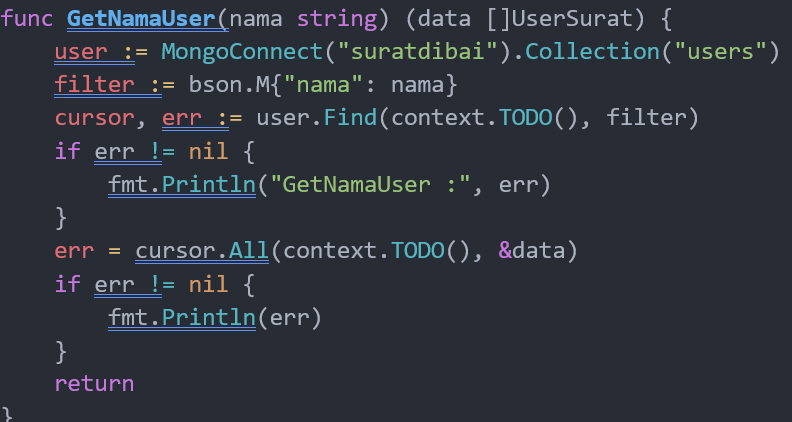 func GetNamaUser(nama string) (data []UserSurat) {
    user := MongoConnect("suratdibai").Collection("users")
    filter := bson.M{"nama": nama}
    cursor, err := user.Find(context.TODO(), filter)
    if err != nil {
        fmt.Println("GetNamaUser :", err)
    }
    err = cursor.All(context.TODO(), &data)
    if err != nil {
        fmt.Println(err)
    }
    return
}